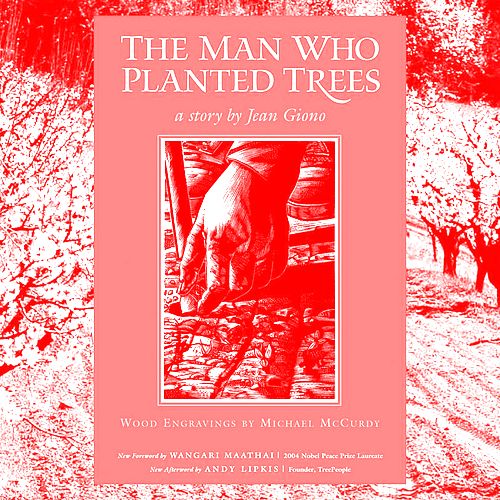 THE MAN WHO
PLANTED TREES
a story by Jean Giono
WOOD ENGRAVINGS BY MICHAEL MCCURDY
New Foreword by WANGARI MAATHAI | 2004 Nobel Peace Prize Laureate
New Afterword by ANDY LIPKIS | Founder, TreePeople